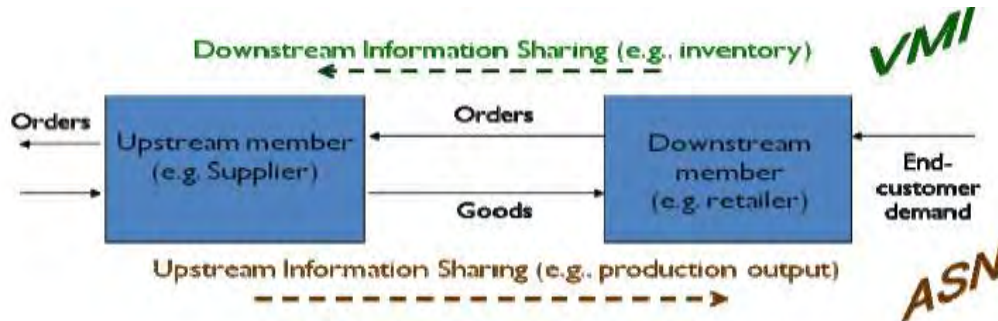 Downstream Information Sharing (e.g., inventory)
VMI
Orders
Upstream member
(e.g. Supplier)
Orders
Goods
Downstream
member
(e.g. retailer)
End-
customer
demand
Upstream Information Sharing (e.g., production output)
ASN